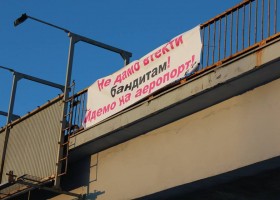 Не дамо втекти
бандитам!
Йдемо на аеропорт!